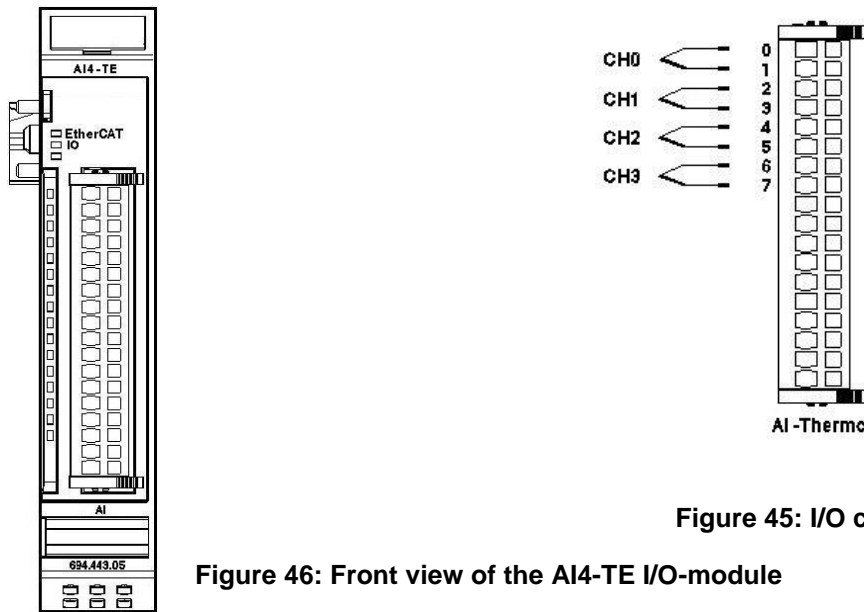 AI4-TE
EtherCAT
IO
AI
694.443.05
Figure 46: Front view of the AI4-TE I/O-module
CH0
CH1
CH2
CH3
0
1
2
3
4
5
6
7
AI-Thermo
Figure 45: I/O c